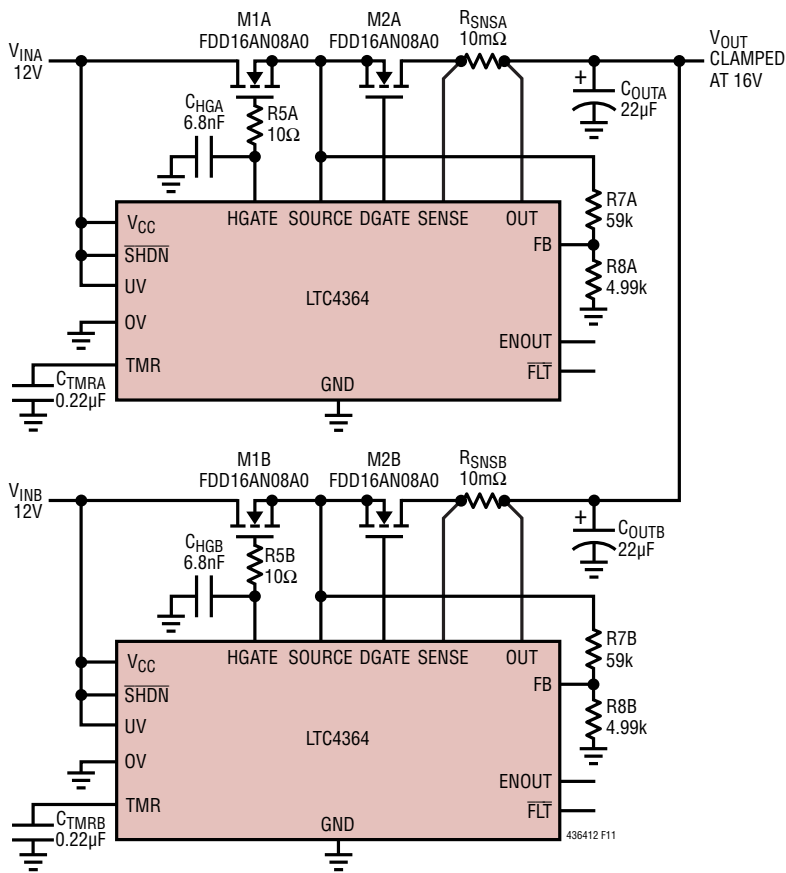 M1A
FDD16AN08A0
M2A
FDD16AN08A0
RSNSA
10mΩ
VINA
12V
VOUT
CLAMPED
AT 16V
CHGA
6.8nF
R5A
10Ω
+
COUTA
22µF
HGATE SOURCE DGATE SENSE OUT
VCC
SHDN
UV
OV
TMR
FB
LTC4364
ENOUT
FLT
GND
R7A
59k
R8A
4.99k
CTMRA
0.22µF
M1B
FDD16AN08A0
M2B
FDD16AN08A0
RSNSB
10mΩ
VINB
12V
CHGB
6.8nF
R5B
10Ω
+
COUTB
22µF
HGATE SOURCE DGATE SENSE OUT
VCC
SHDN
UV
OV
TMR
FB
LTC4364
ENOUT
FLT
GND
R7B
59k
R8B
4.99k
CTMRB
0.22µF
436412 F11